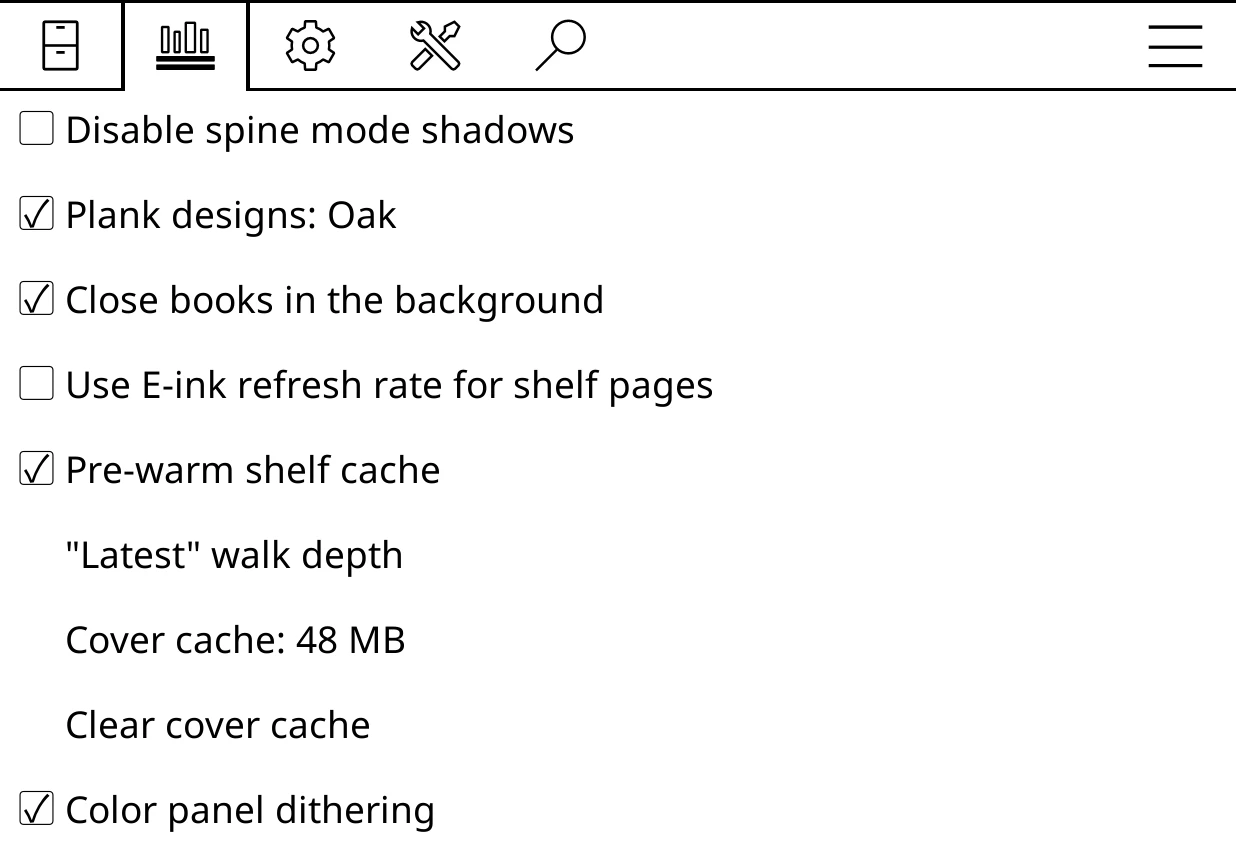 Disable spine mode shadows
Plank designs: Oak
Close books in the background
Use E-ink refresh rate for shelf pages
Pre-warm shelf cache
"Latest" walk depth
Cover cache: 48 MB
Clear cover cache
Color panel dithering